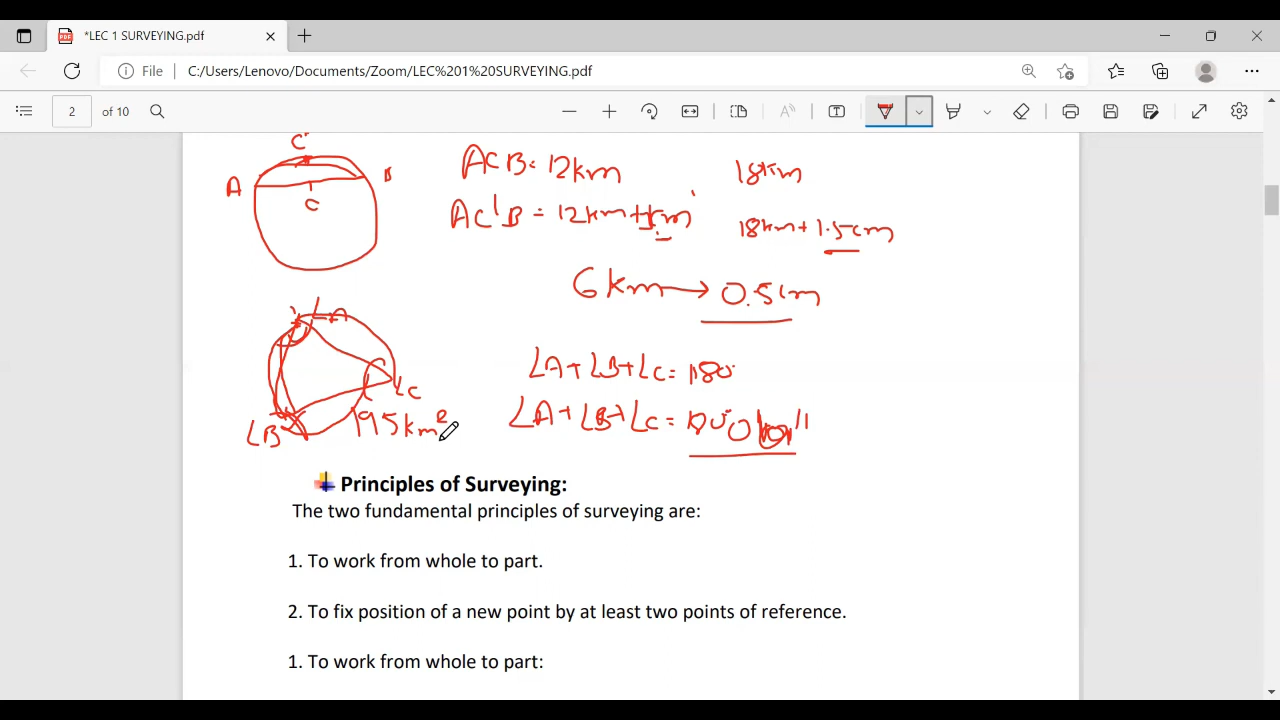 *LEC 1 SURVEYING.pdf
File | C:/Users/Lenovo/Documents/Zoom/LEC%201%20SURVEYING.pdf
2 of 10
C'
A B
C
ACB = 12km 18km
AC'B = 12km + 18km + 1.5cm
6km → 0.5cm
∠A
∠C
∠B 195km²
∠A+∠B+∠C = 180°
∠A+∠B+∠C =
Principles of Surveying:
The two fundamental principles of surveying are:
1. To work from whole to part.
2. To fix position of a new point by at least two points of reference.
1. To work from whole to part: